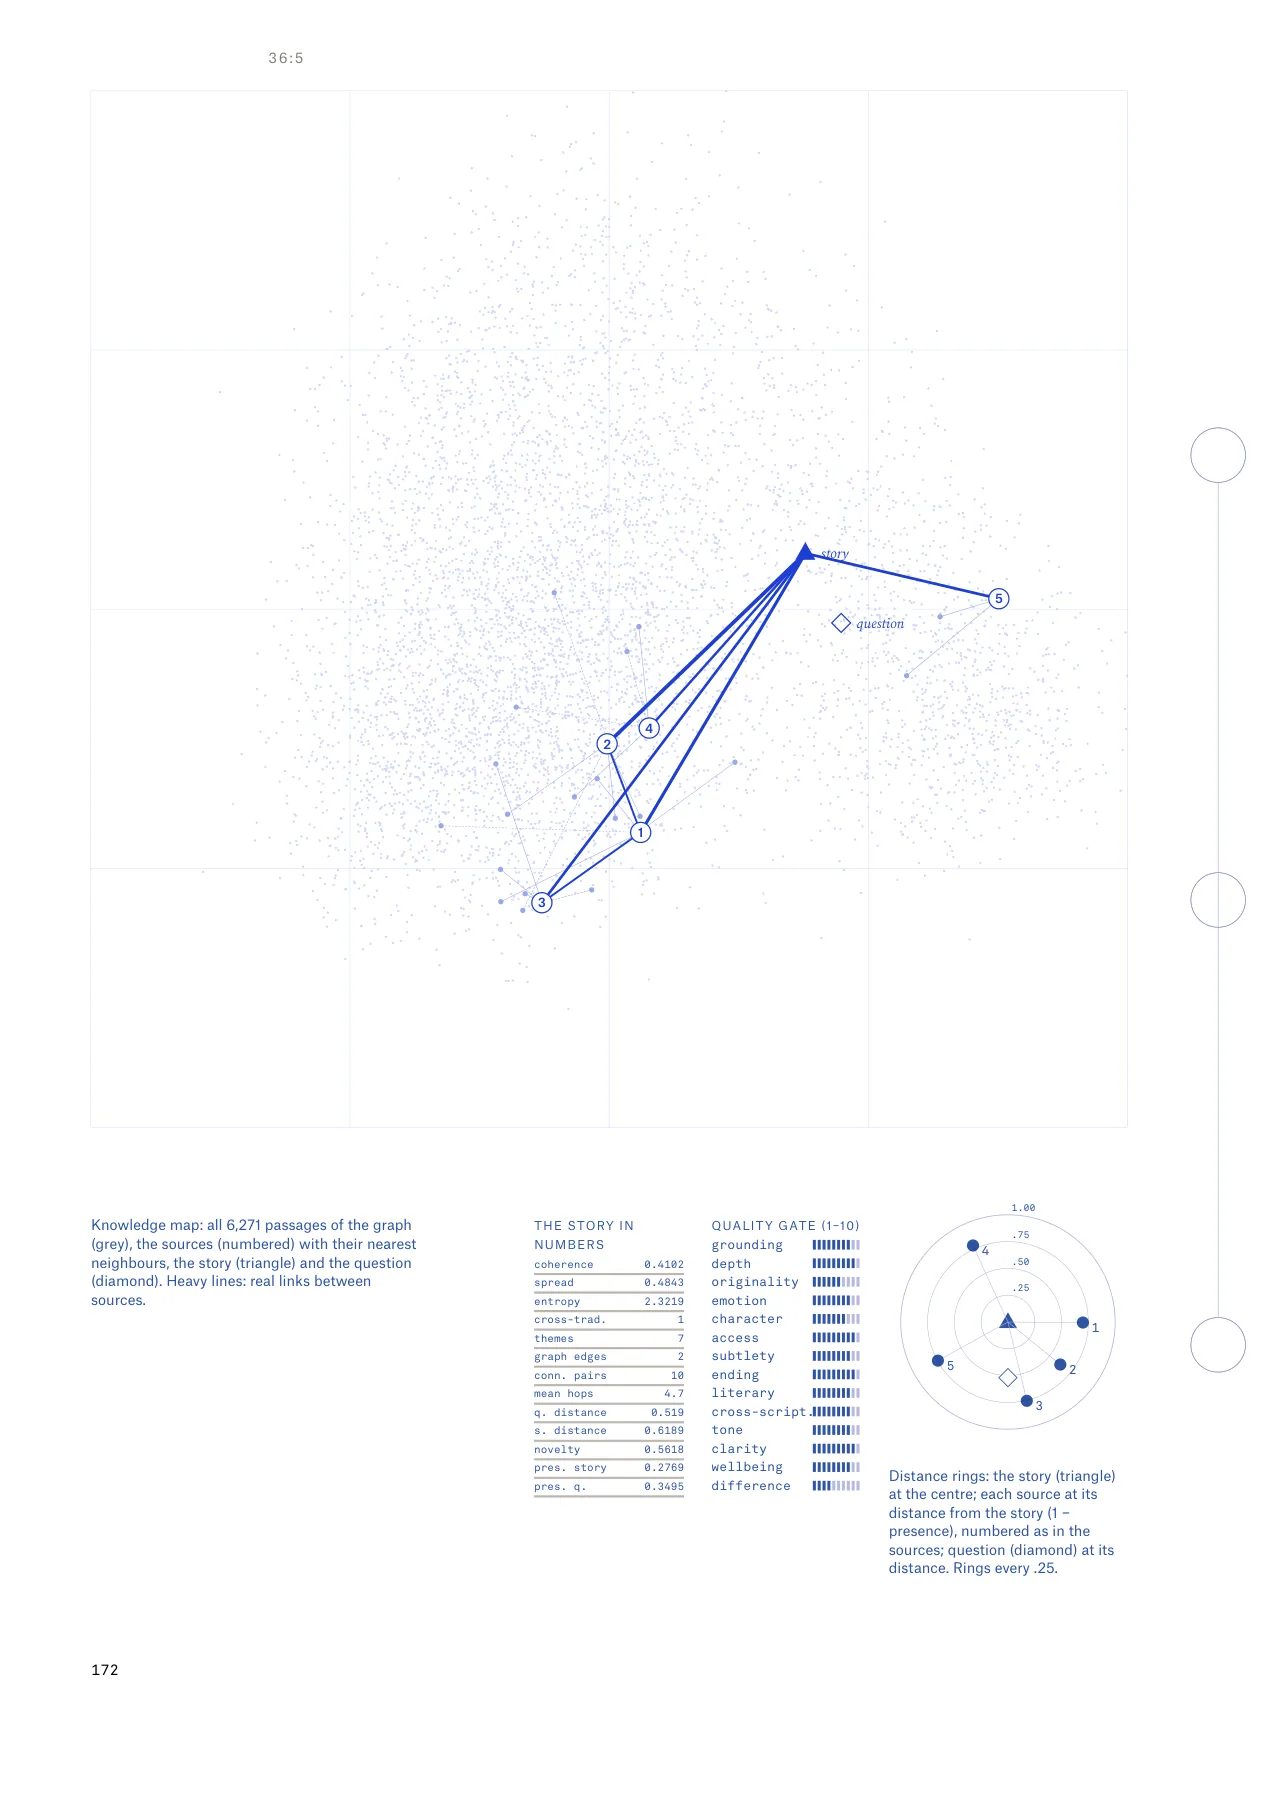 36:5
story
5
question
4
2
1
3
Knowledge map: all 6,271 passages of the graph
(grey), the sources (numbered) with their nearest
neighbours, the story (triangle) and the question
(diamond). Heavy lines: real links between
sources.
THE STORY IN
NUMBERS
coherence 0.4102
spread 0.4843
entropy 2.3219
cross-trad. 1
themes 7
graph edges 2
conn. pairs 10
mean hops 4.7
q. distance 0.519
s. distance 0.6189
novelty 0.5618
pres. story 0.2769
pres. q. 0.3495
QUALITY GATE (1–10)
grounding
depth
originality
emotion
character
access
subtlety
ending
literary
cross-script.
tone
clarity
wellbeing
difference
1.00
.75
.50
.25
4
1
5
2
3
Distance rings: the story (triangle)
at the centre; each source at its
distance from the story (1 –
presence), numbered as in the
sources; question (diamond) at its
distance. Rings every .25.
172